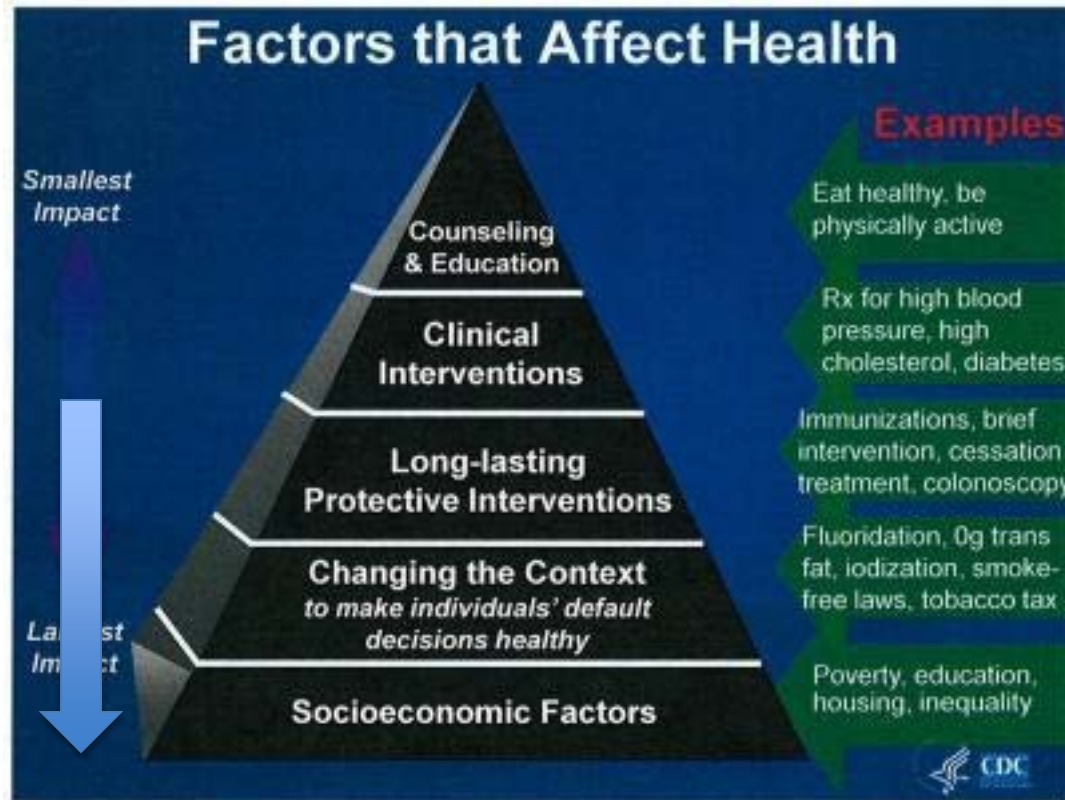 Factors that Affect Health
Examples
Smallest
Impact
Counseling
& Education
Eat healthy, be
physically active
Clinical
Interventions
Rx for high blood
pressure, high
cholesterol, diabetes
Long-lasting
Protective Interventions
Immunizations, brief
intervention, cessation
treatment, colonoscopy
Changing the Context
to make individuals' default
decisions healthy
Fluoridation, 0g trans
fat, iodization, smoke-
free laws, tobacco tax
Socioeconomic Factors
Poverty, education,
housing, inequality
CDC